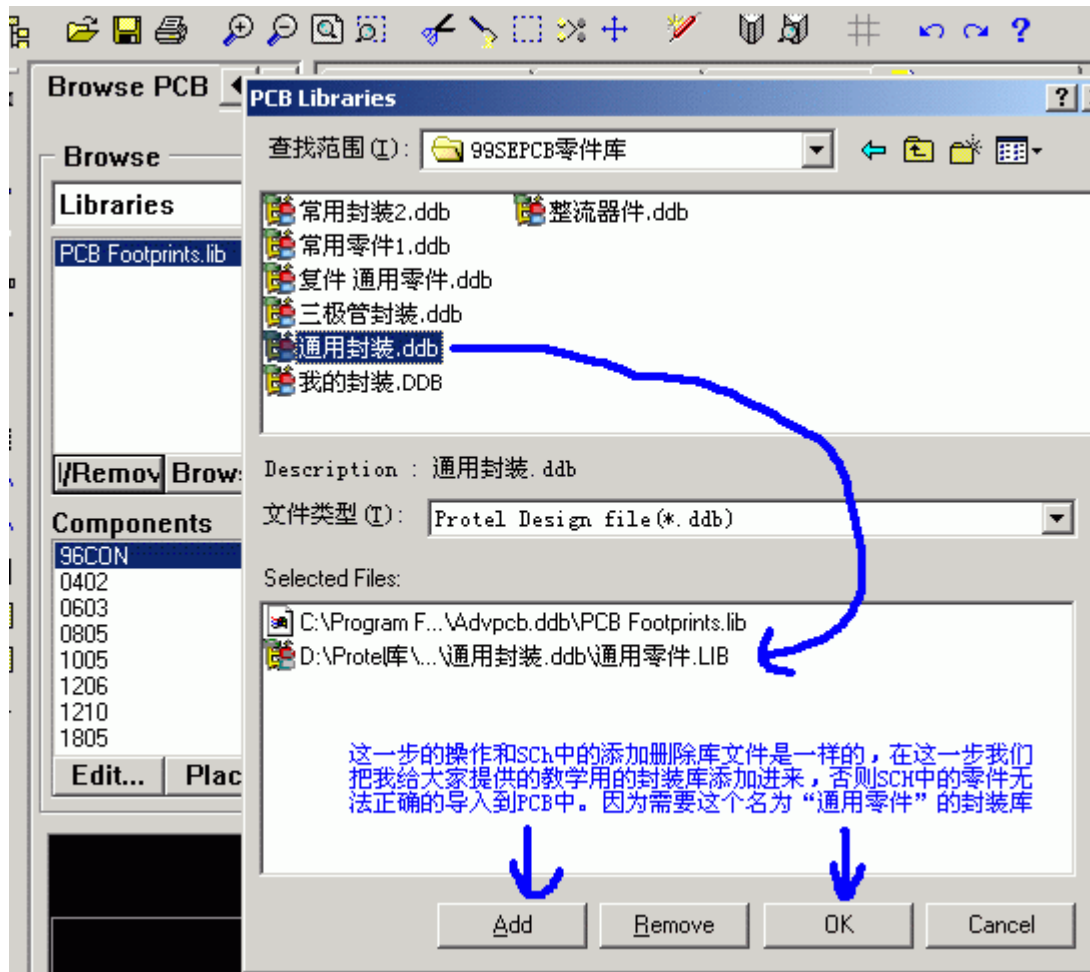 Browse PCB
Browse
Libraries
PCB Footprints.lib
Components
96CON
0402
0603
0805
1005
1206
1210
1805
Edit...
PCB Libraries
查找范围(I):
99SEPCB零件库
常用封装2.ddb
整流器件.ddb
常用零件1.ddb
复件 通用零件.ddb
三极管封装.ddb
通用封装.ddb
我的封装.DDB
Description : 通用封装.ddb
文件类型(T):
Protel Design file(*.ddb)
Selected Files:
C:\Program F...\Advpcb.ddb\PCB Footprints.lib
D:\Protel库\...\通用封装.ddb\通用零件.LIB
这一步的操作和SCh中的添加删除库文件是一样的，在这一步我们
把我给大家提供的教学用的封装库添加进来，否则SCH中的零件无
法正确的导入到PCB中。因为需要这个名为“通用零件”的封装库
Add
Remove
OK
Cancel